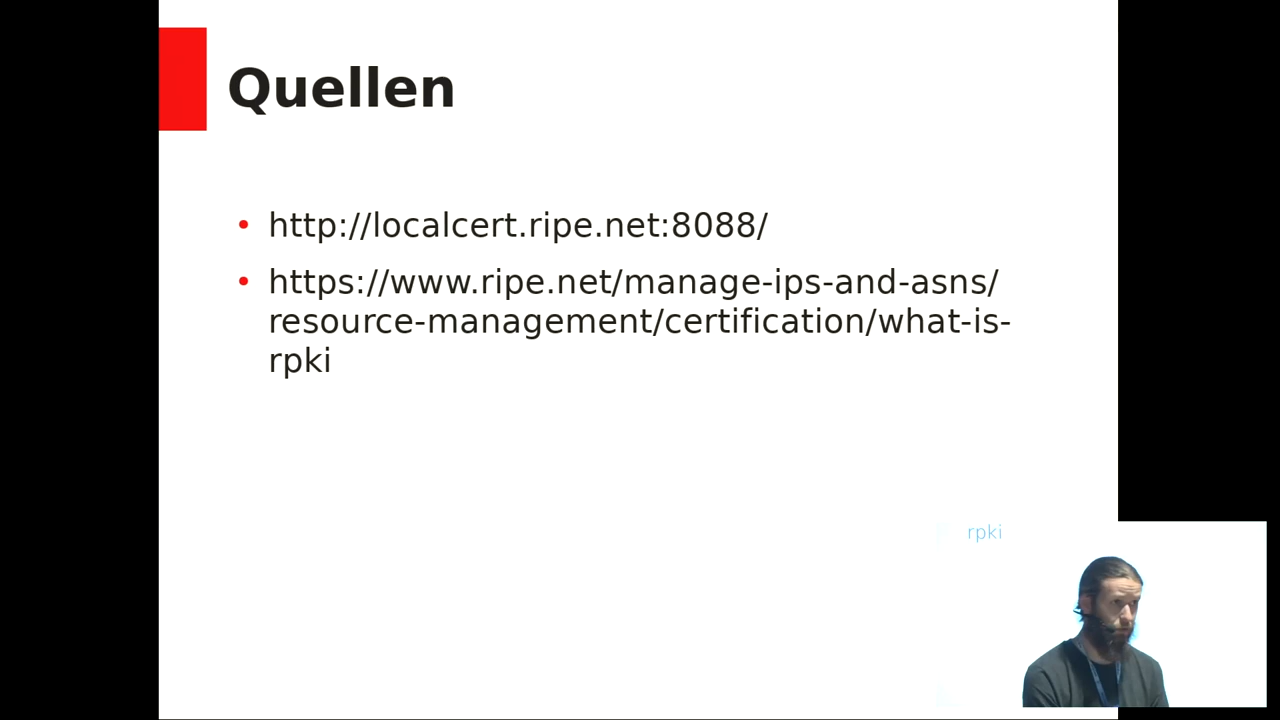 Quellen
http://localcert.ripe.net:8088/
https://www.ripe.net/manage-ips-and-asns/
resource-management/certification/what-is-
rpki
rpki